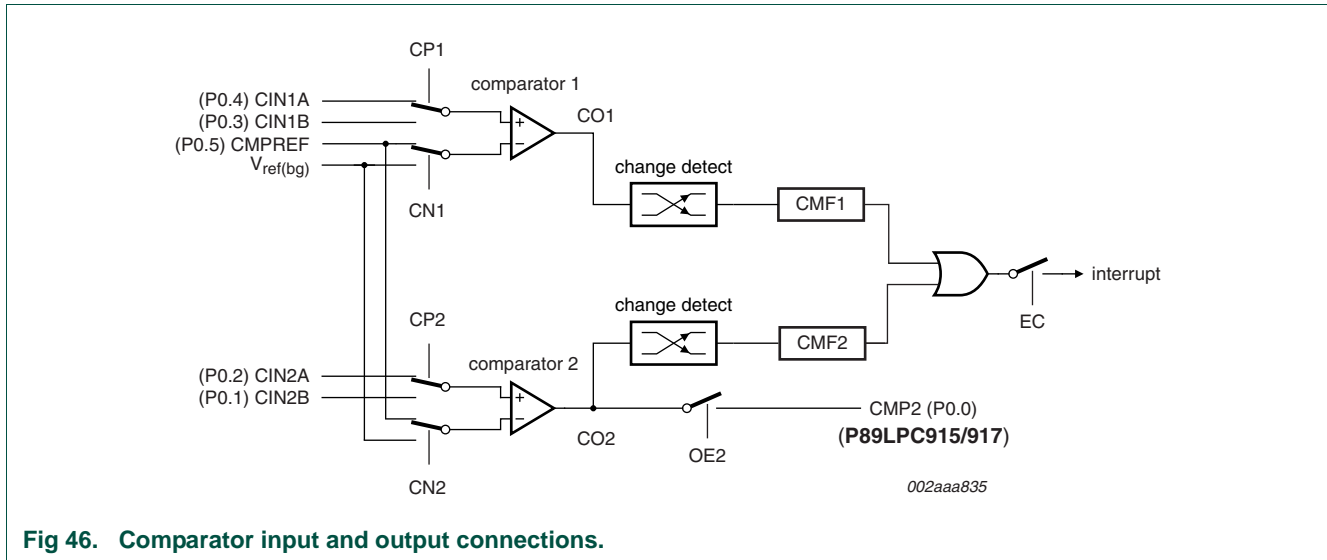 CP1
comparator 1
(P0.4) CIN1A
(P0.3) CIN1B
(P0.5) CMPREF
Vref(bg)
CO1
change detect
CN1
CMF1
interrupt
EC
change detect
CP2
CMF2
comparator 2
(P0.2) CIN2A
(P0.1) CIN2B
CMP2 (P0.0)
(P89LPC915/917)
CO2
OE2
CN2
002aaa835
Fig 46. Comparator input and output connections.